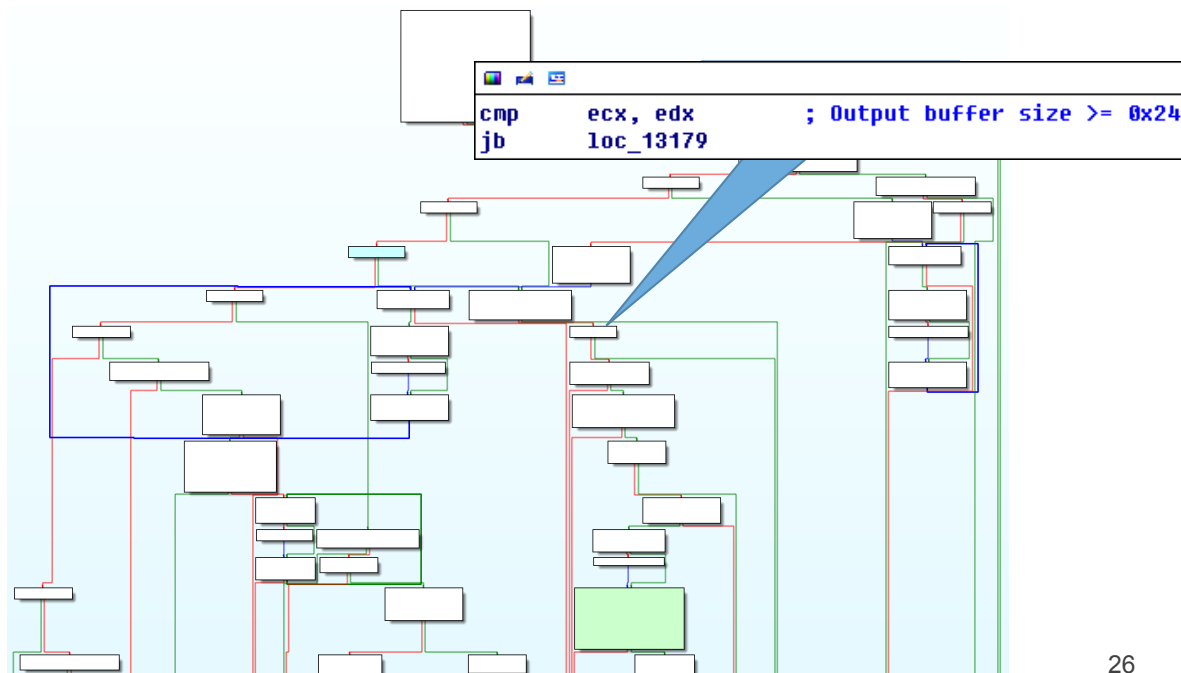 cmp ecx, edx ; Output buffer size >= 0x24
jb loc_13179
26